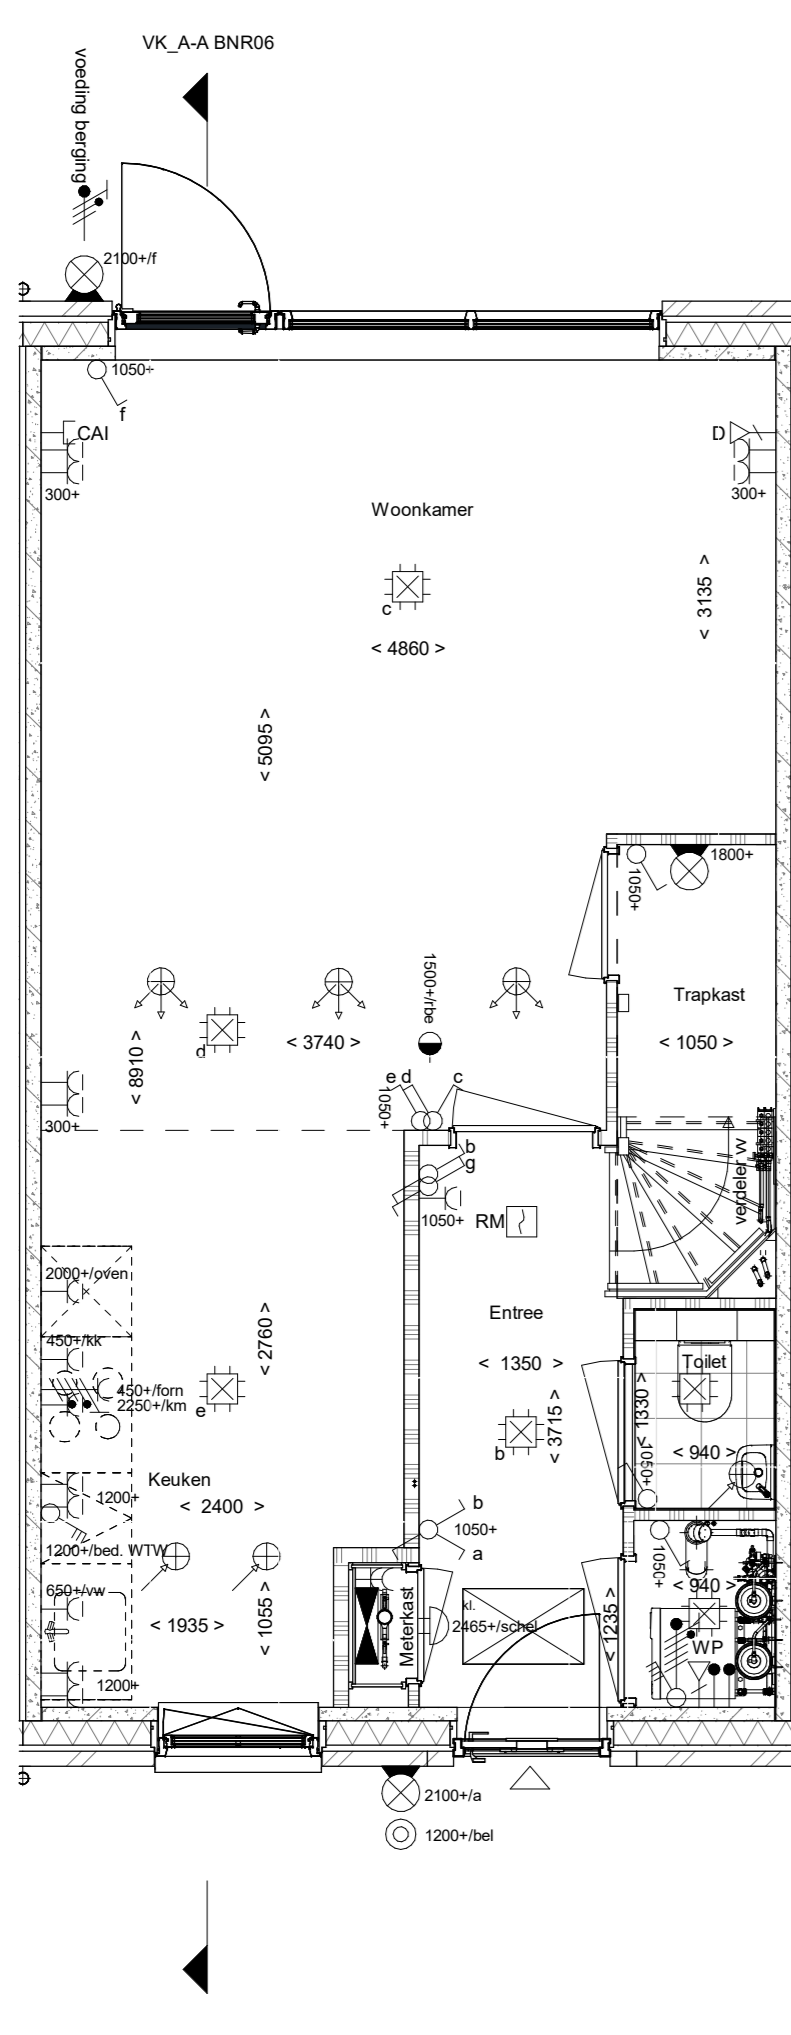 VK_A-A BNR06
voeding berging
2100+/f
1050+
f
CAI
D
300+
300+
Woonkamer
c
< 4860 >
< 3135 >
< 5095 >
1050+
1800+
1500+/rbe
Trapkast
d
< 3740 >
< 1050 >
< 8910 >
e d
c
1050+
300+
b
g
1050+
RM
verdeler vv
2000+/oven
Entree
450+/kk
< 2760 >
< 1350 >
Toilet
450+/forn
2250+/km
e
< 1330 >
< 3715 >
b
< 940 >
1050+
Keuken
1200+
< 2400 >
b
1050+
a
1200+/bed. WTW
1050+
< 940 >
650+/vw
< 1935 >
< 1055 >
Meterkast
kl.
2465+/schel
< 1235 >
WP
1200+
2100+/a
1200+/bel